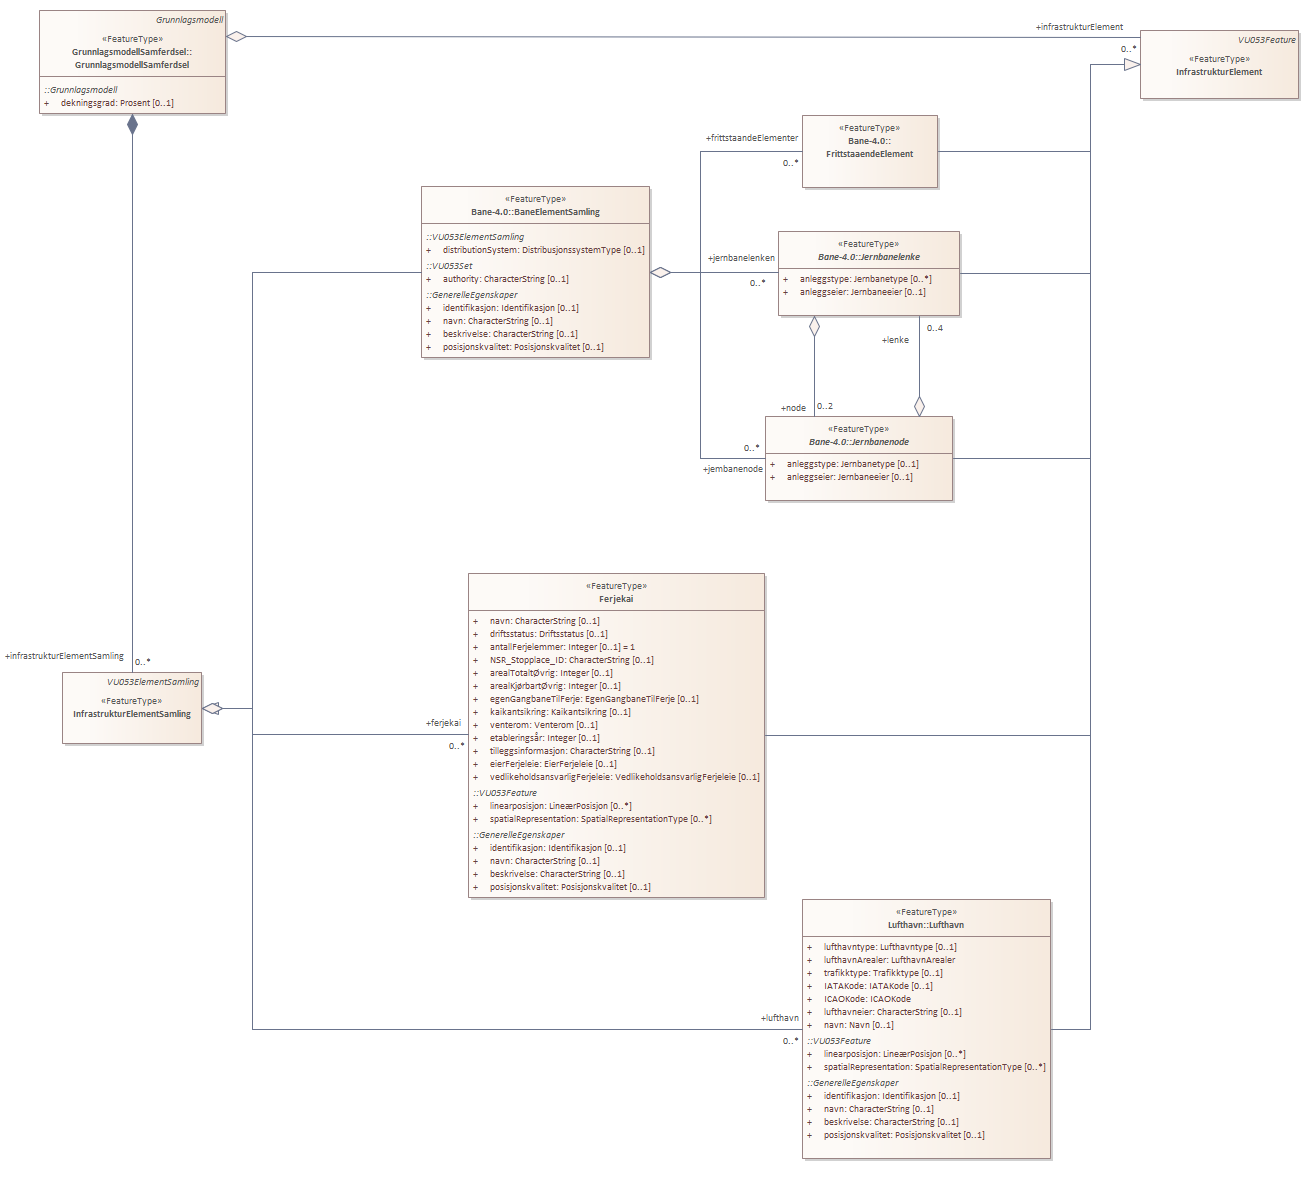 Grunnlagsmodell
«FeatureType»
GrunnlagsmodellSamferdsel::
GrunnlagsmodellSamferdsel
::Grunnlagsmodell
+ dekningsgrad: Prosent [0..1]
+infrastrukturElement
0..*
VU053Feature
«FeatureType»
InfrastrukturElement
+frittstaandeElementer
0..*
«FeatureType»
Bane-4.0::
FrittstaaendeElement
«FeatureType»
Bane-4.0::BaneElementSamling
::VU053ElementSamling
+ distributionSystem: DistribusjonssystemType [0..1]
::VU053Set
+ authority: CharacterString [0..1]
::GenerelleEgenskaper
+ identifikasjon: Identifikasjon [0..1]
+ navn: CharacterString [0..1]
+ beskrivelse: CharacterString [0..1]
+ posisjonskvalitet: Posisjonskvalitet [0..1]
+jernbanelenken
0..*
«FeatureType»
Bane-4.0::Jernbanelenke
+ anleggstype: Jernbanetype [0..*]
+ anleggseier: Jernbaneeier [0..1]
0..4
+lenke
+node
0..2
0..*
+jernbanenode
«FeatureType»
Bane-4.0::Jernbanenode
+ anleggstype: Jernbanetype [0..1]
+ anleggseier: Jernbaneeier [0..1]
+infrastrukturElementSamling
0..*
VU053ElementSamling
«FeatureType»
InfrastrukturElementSamling
+ferjekai
0..*
«FeatureType»
Ferjekai
+ navn: CharacterString [0..1]
+ driftsstatus: Driftsstatus [0..1]
+ antallFerjelemmer: Integer [0..1] = 1
+ NSR_Stopplace_ID: CharacterString [0..1]
+ arealTotaltØvrig: Integer [0..1]
+ arealKjørbartØvrig: Integer [0..1]
+ egenGangbaneTilFerje: EgenGangbaneTilFerje [0..1]
+ kaikantsikring: Kaikantsikring [0..1]
+ venterom: Venterom [0..1]
+ etableringsår: Integer [0..1]
+ tilleggsinformasjon: CharacterString [0..1]
+ eierFerjeleie: EierFerjeleie [0..1]
+ vedlikeholdsansvarligFerjeleie: VedlikeholdsansvarligFerjeleie [0..1]
::VU053Feature
+ linearposisjon: LineærPosisjon [0..*]
+ spatialRepresentation: SpatialRepresentationType [0..*]
::GenerelleEgenskaper
+ identifikasjon: Identifikasjon [0..1]
+ navn: CharacterString [0..1]
+ beskrivelse: CharacterString [0..1]
+ posisjonskvalitet: Posisjonskvalitet [0..1]
+lufthavn
0..*
«FeatureType»
Lufthavn::Lufthavn
+ lufthavntype: Lufthavntype [0..1]
+ lufthavnArealer: LufthavnArealer
+ trafikktype: Trafikktype [0..1]
+ IATAKode: IATAKode [0..1]
+ ICAOKode: ICAOKode
+ lufthavneier: CharacterString [0..1]
+ navn: Navn [0..1]
::VU053Feature
+ linearposisjon: LineærPosisjon [0..*]
+ spatialRepresentation: SpatialRepresentationType [0..*]
::GenerelleEgenskaper
+ identifikasjon: Identifikasjon [0..1]
+ navn: CharacterString [0..1]
+ beskrivelse: CharacterString [0..1]
+ posisjonskvalitet: Posisjonskvalitet [0..1]